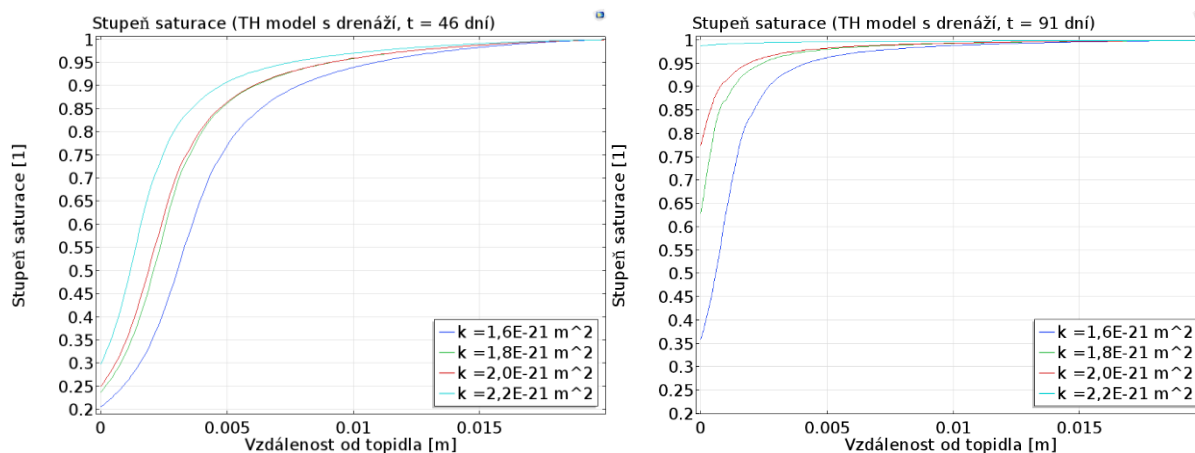 Stupeň saturace (TH model s drenáží, t = 46 dní)
Stupeň saturace [1]
1
0.95
0.9
0.85
0.8
0.75
0.7
0.65
0.6
0.55
0.5
0.45
0.4
0.35
0.3
0.25
0.2
k =1,6E-21 m^2
k =1,8E-21 m^2
k =2,0E-21 m^2
k =2,2E-21 m^2
0 0.005 0.01 0.015
Vzdálenost od topidla [m]
Stupeň saturace (TH model s drenáží, t = 91 dní)
Stupeň saturace [1]
1
0.95
0.9
0.85
0.8
0.75
0.7
0.65
0.6
0.55
0.5
0.45
0.4
0.35
0.3
0.25
0.2
k =1,6E-21 m^2
k =1,8E-21 m^2
k =2,0E-21 m^2
k =2,2E-21 m^2
0 0.005 0.01 0.015
Vzdálenost od topidla [m]